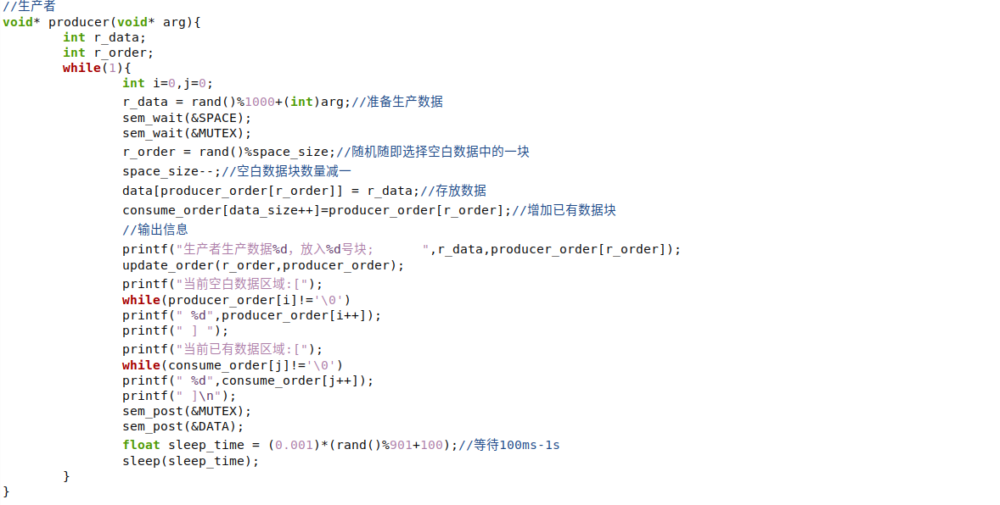 //生产者
void* producer(void* arg){
int r_data;
int r_order;
while(1){
int i=0,j=0;
r_data = rand()%1000+(int)arg;//准备生产数据
sem_wait(&SPACE);
sem_wait(&MUTEX);
r_order = rand()%space_size;//随机随即选择空白数据中的一块
space_size--;//空白数据块数量减一
data[producer_order[r_order]] = r_data;//存放数据
consume_order[data_size++]=producer_order[r_order];//增加已有数据块
//输出信息
printf("生产者生产数据%d，放入%d号块;      ",r_data,producer_order[r_order]);
update_order(r_order,producer_order);
printf("当前空白数据区域:[");
while(producer_order[i]!='\0')
printf(" %d",producer_order[i++]);
printf(" ] ");
printf("当前已有数据区域:[");
while(consume_order[j]!='\0')
printf(" %d",consume_order[j++]);
printf(" ]\n");
sem_post(&MUTEX);
sem_post(&DATA);
float sleep_time = (0.001)*(rand()%901+100);//等待100ms-1s
sleep(sleep_time);
}
}